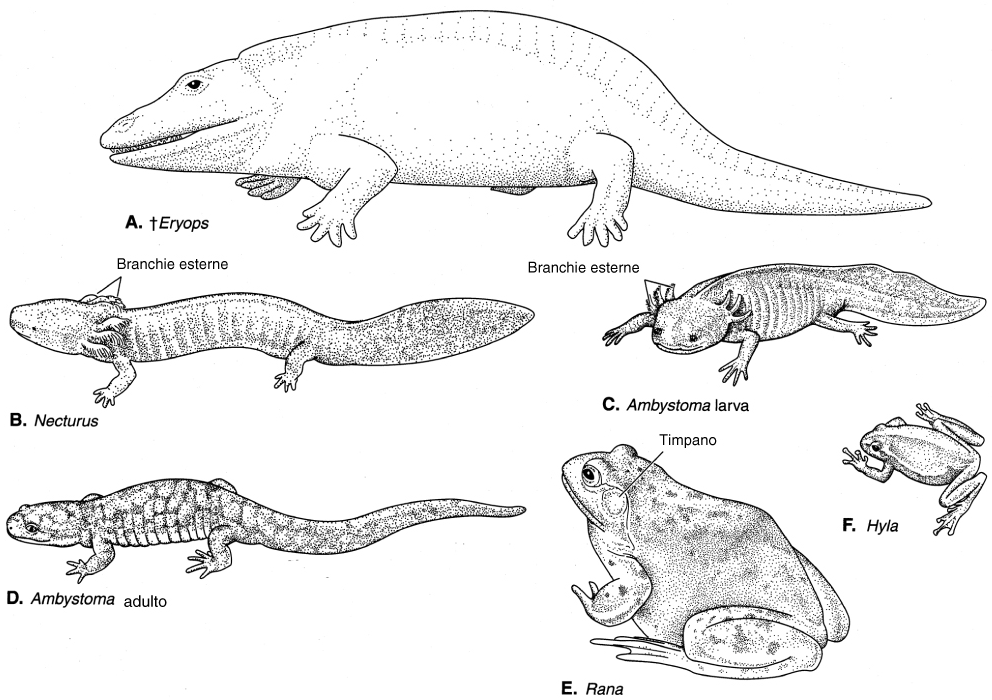 A. †Eryops
Branchie esterne
Branchie esterne
B. Necturus
C. Ambystoma larva
Timpano
F. Hyla
D. Ambystoma adulto
E. Rana